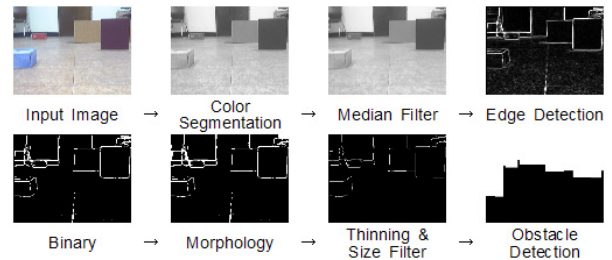 Input Image → Color Segmentation → Median Filter → Edge Detection
Binary → Morphology → Thinning & Size Filter → Obstacle Detection